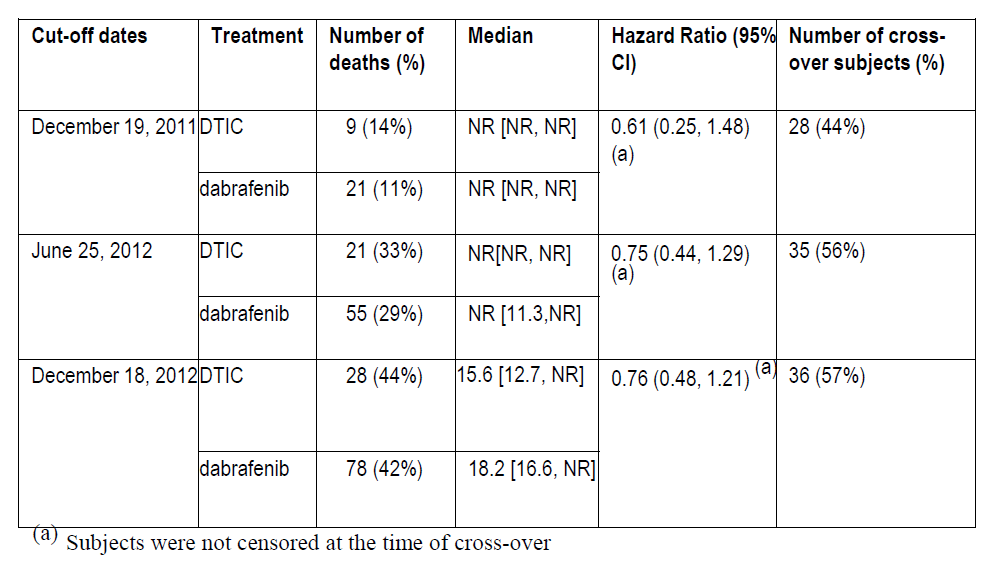 Cut-off dates Treatment Number of deaths (%) Median Hazard Ratio (95% CI) Number of cross-over subjects (%)
December 19, 2011 DTIC 9 (14%) NR [NR, NR] 0.61 (0.25, 1.48) (a) 28 (44%)
dabrafenib 21 (11%) NR [NR, NR]
June 25, 2012 DTIC 21 (33%) NR[NR, NR] 0.75 (0.44, 1.29) (a) 35 (56%)
dabrafenib 55 (29%) NR [11.3,NR]
December 18, 2012 DTIC 28 (44%) 15.6 [12.7, NR] 0.76 (0.48, 1.21) (a) 36 (57%)
dabrafenib 78 (42%) 18.2 [16.6, NR]
(a) Subjects were not censored at the time of cross-over